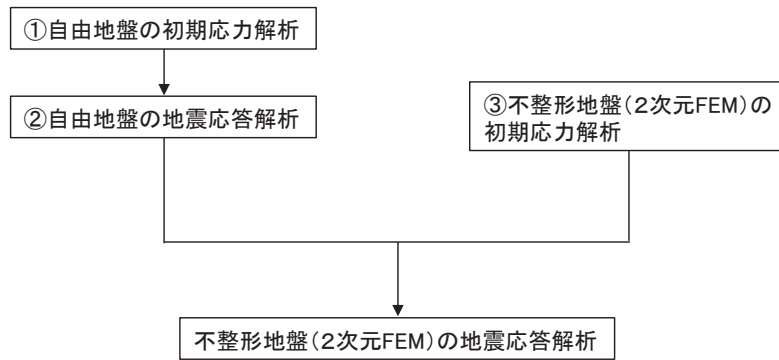 ①自由地盤の初期応力解析
②自由地盤の地震応答解析
③不整形地盤(2次元FEM)の
初期応力解析
不整形地盤(2次元FEM)の地震応答解析